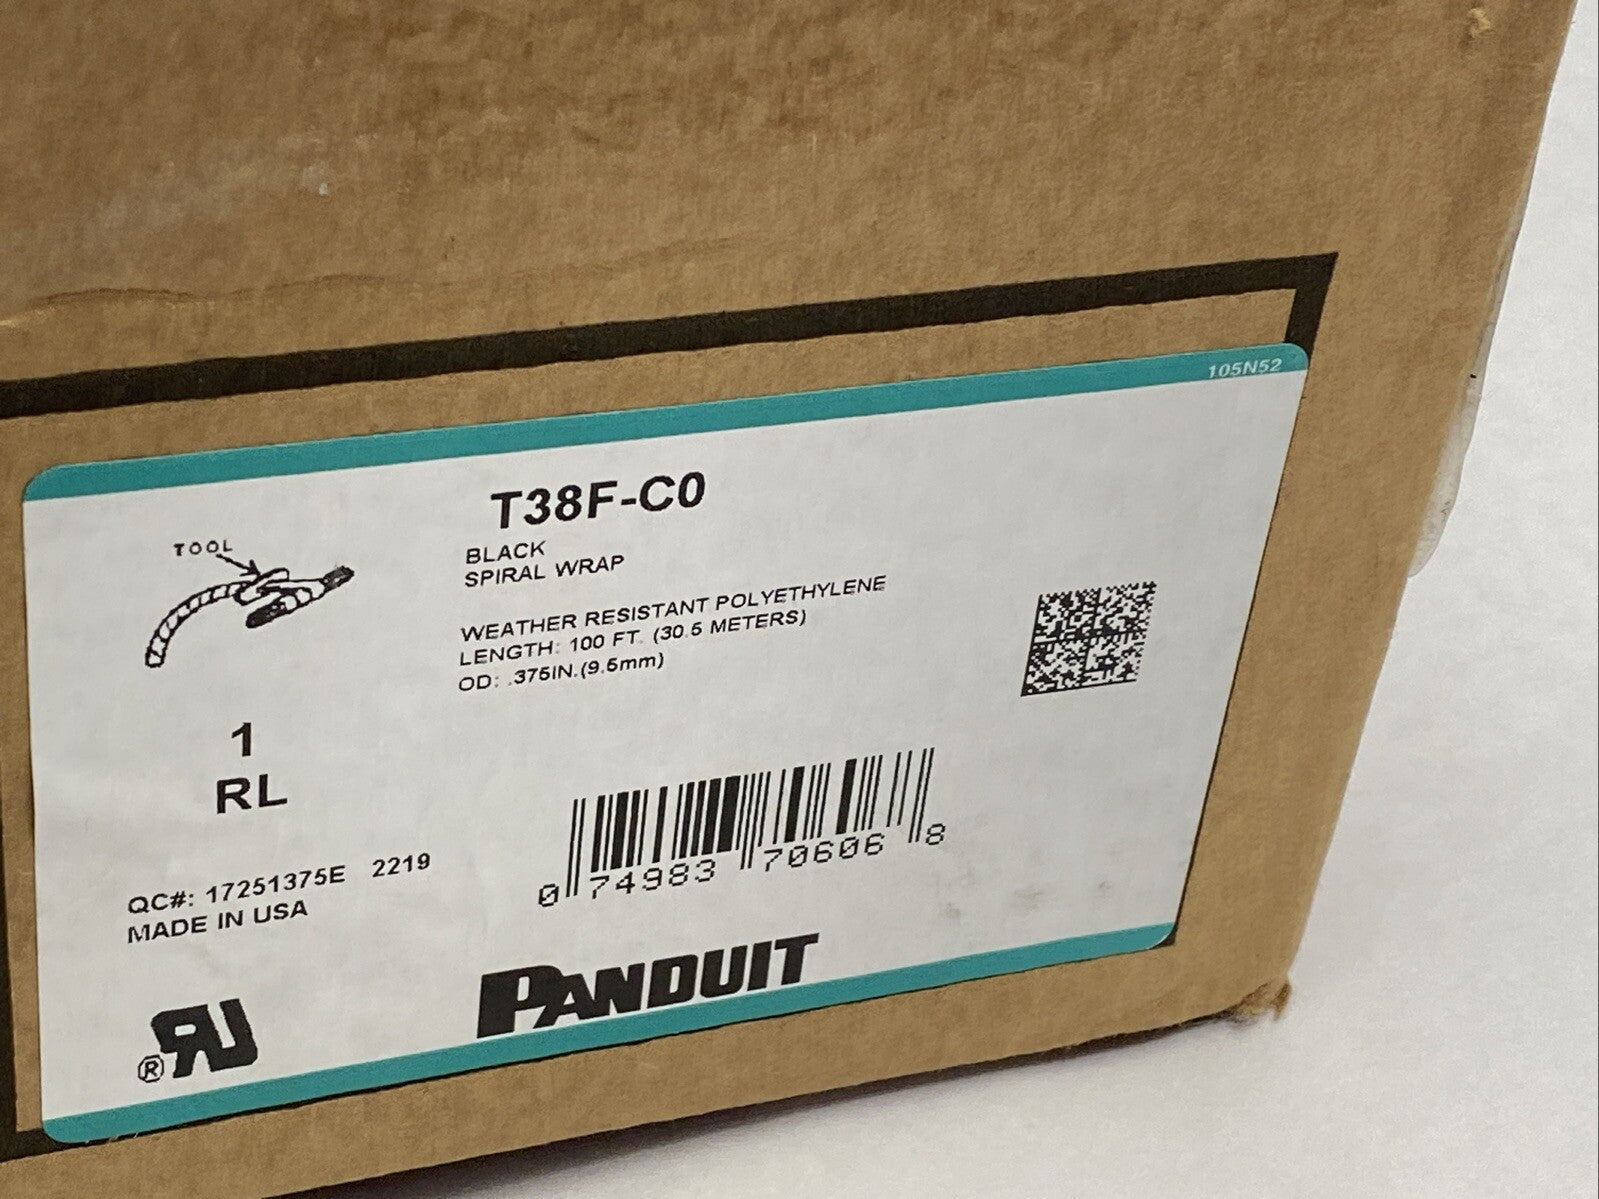 105N52
T38F-C0
BLACK
SPIRAL WRAP
TOOL
WEATHER RESISTANT POLYETHYLENE
LENGTH: 100 FT. (30.5 METERS)
OD: .375IN.(9.5mm)
1
RL
0 74983 70606 8
QC#: 17251375E 2219
MADE IN USA
PANDUIT
RU
®